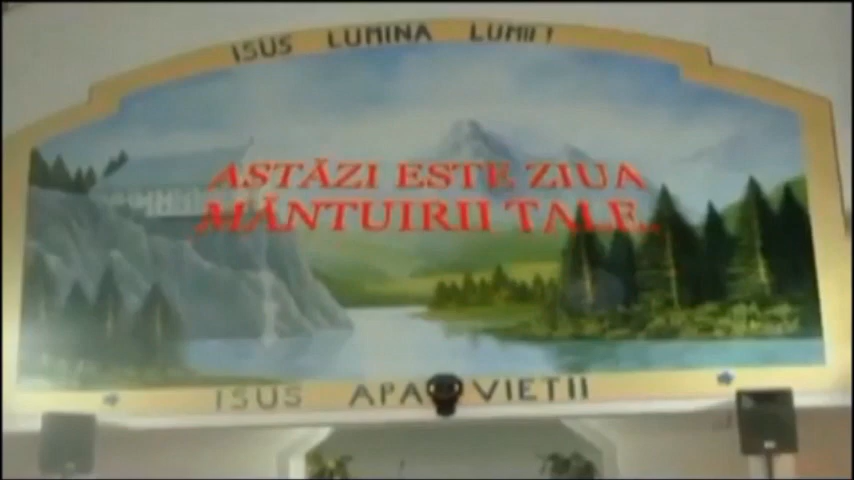 ISUS LUMINA LUMII!
ASTĂZI ESTE ZIUA
MÂNTUIRII TALE..
ISUS APA VIETII